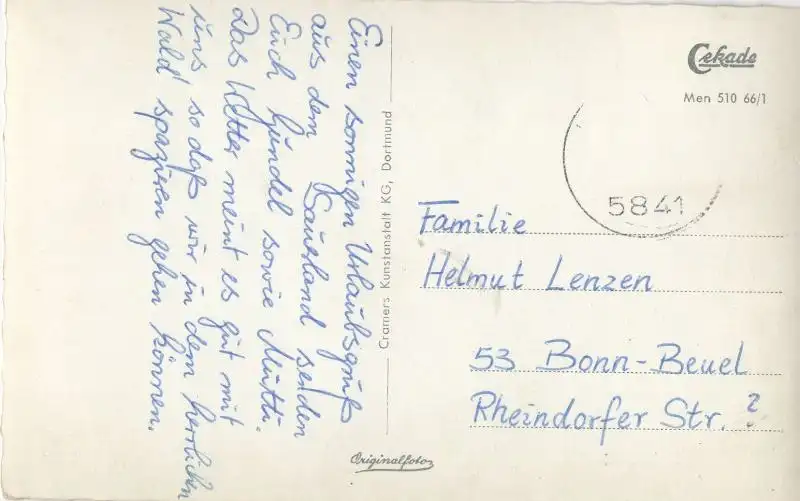 Einen sonnigen Urlaubsgruß
aus dem Sauerland senden
Euch Gündel sowie Mutti.
Das Wetter meint es gut mit
uns sodaß wir in dem herrlichen
Wald spazieren gehen können.
Cramers Kunstanstalt KG, Dortmund
Originalfoto
Cekade
Men 510 66/1
5841
Familie
Helmut Lenzen
53 Bonn-Beuel
Rheindorfer Str. ?